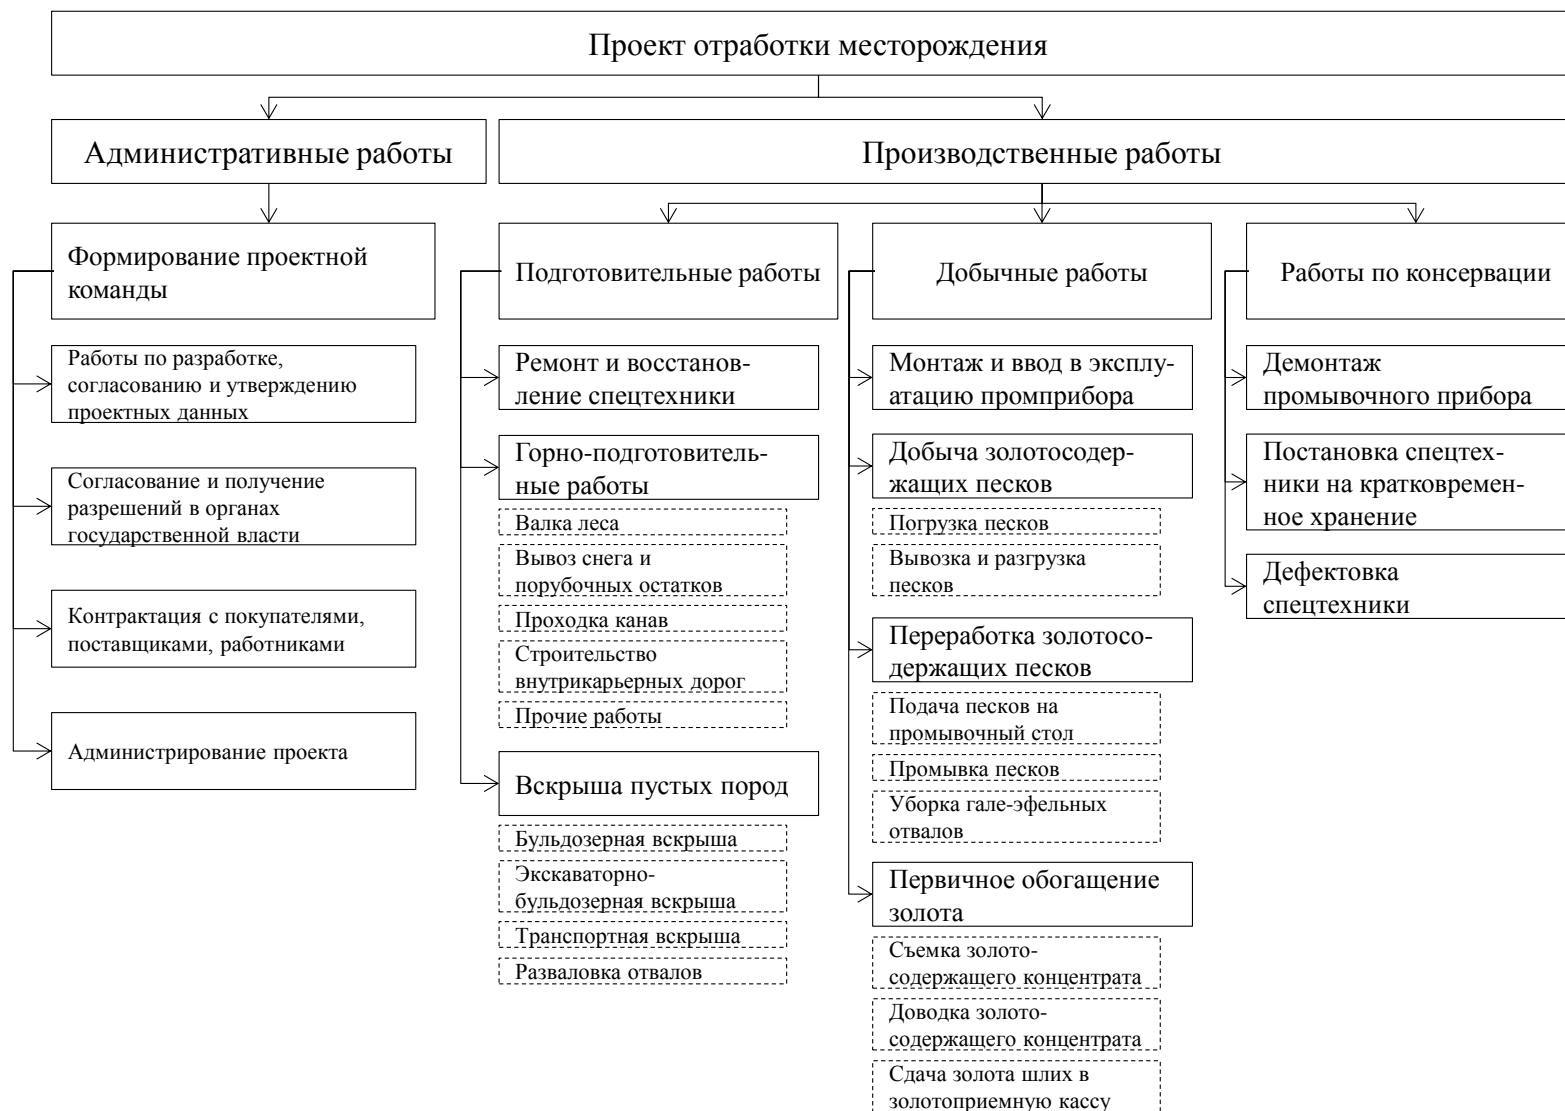 Проект отработки месторождения
Административные работы
Производственные работы
Формирование проектной
команды
Работы по разработке,
согласованию и утверждению
проектных данных
Согласование и получение
разрешений в органах
государственной власти
Контрактация с покупателями,
поставщиками, работниками
Администрирование проекта
Подготовительные работы
Ремонт и восстанов-
ление спецтехники
Горно-подготовитель-
ные работы
Валка леса
Вывоз снега и
порубочных остатков
Проходка канав
Строительство
внутрикарьерных дорог
Прочие работы
Вскрыша пустых пород
Бульдозерная вскрыша
Экскаваторно-
бульдозерная вскрыша
Транспортная вскрыша
Разваловка отвалов
Добычные работы
Монтаж и ввод в эксплу-
атацию промприбора
Добыча золотосодер-
жащих песков
Погрузка песков
Вывозка и разгрузка
песков
Переработка золотосо-
держащих песков
Подача песков на
промывочный стол
Промывка песков
Уборка гале-эфельных
отвалов
Первичное обогащение
золота
Съемка золото-
содержащего концентрата
Доводка золото-
содержащего концентрата
Сдача золота шлих в
золотоприемную кассу
Работы по консервации
Демонтаж
промывочного прибора
Постановка спецтех-
ники на кратковремен-
ное хранение
Дефектовка
спецтехники